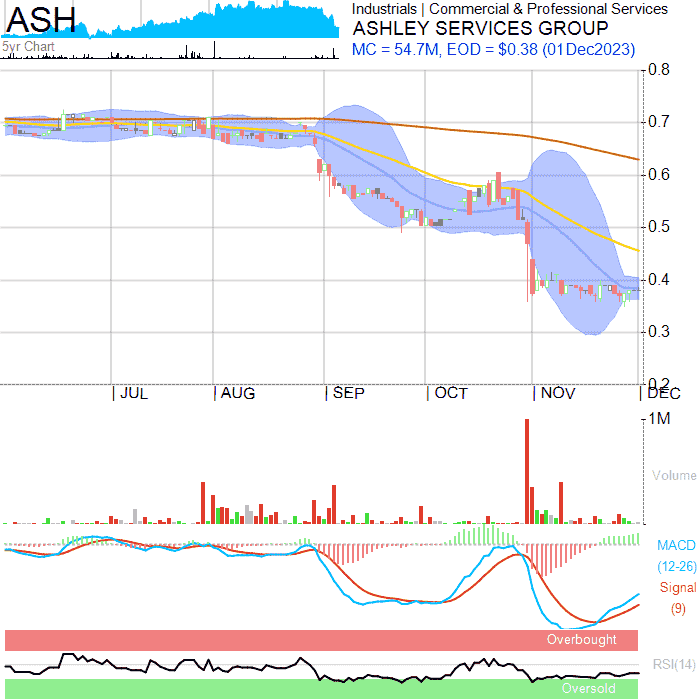 ASH
Industrials | Commercial & Professional Services
ASHLEY SERVICES GROUP
MC = 54.7M, EOD = $0.38 (01Dec2023)
5yr Chart
0.8
0.7
0.6
0.5
0.4
0.3
0.2
JUL AUG SEP OCT NOV DEC
1M
Volume
MACD
(12-26)
Signal
(9)
Overbought
RSI(14)
Oversold